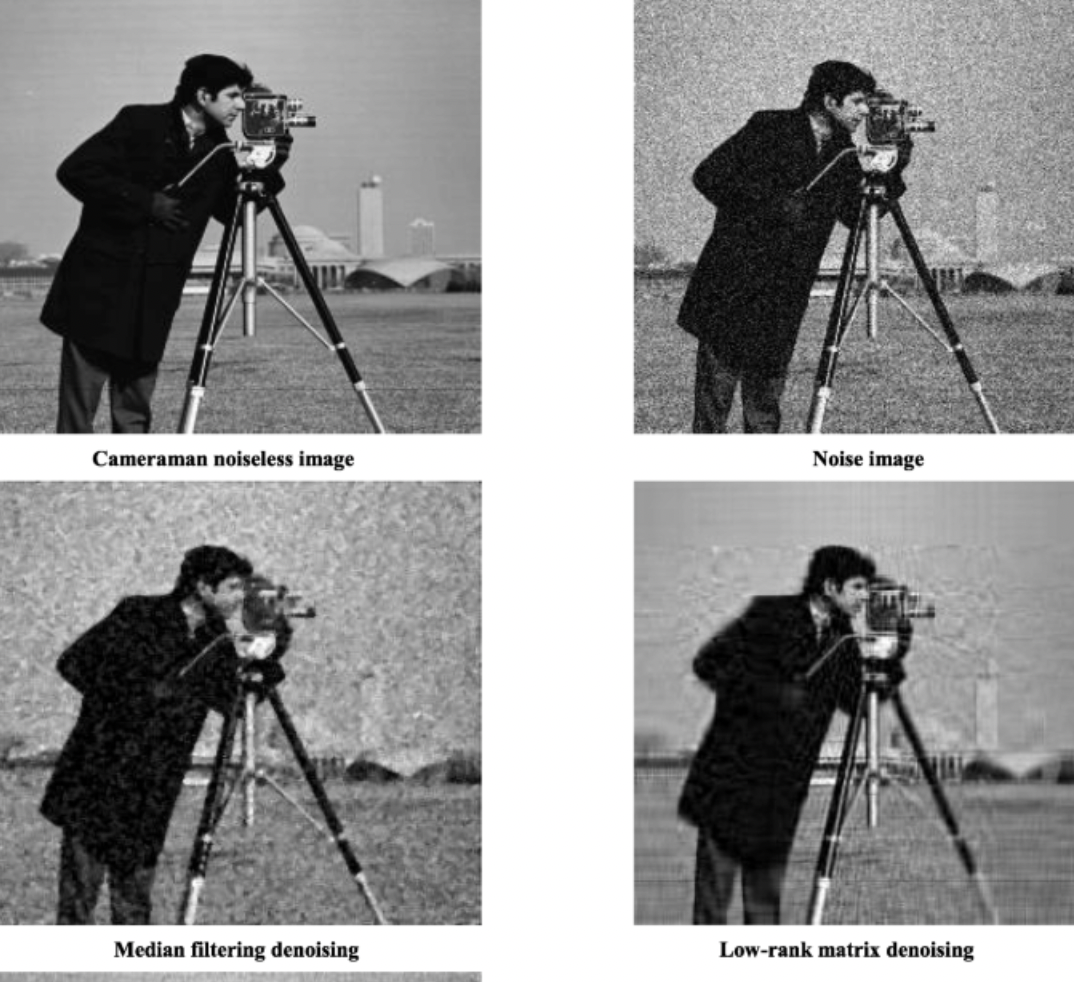 Cameraman noiseless image
Noise image
Median filtering denoising
Low-rank matrix denoising